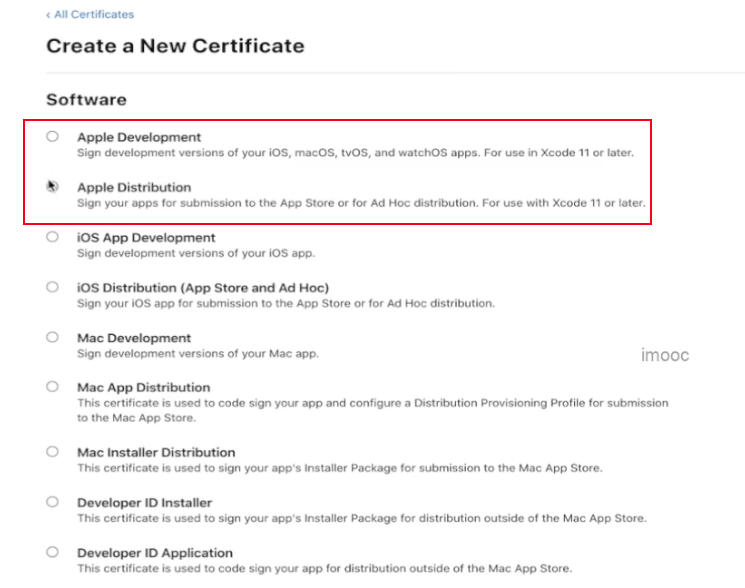 ‹ All Certificates
Create a New Certificate
Software
Apple Development
Sign development versions of your iOS, macOS, tvOS, and watchOS apps. For use in Xcode 11 or later.
Apple Distribution
Sign your apps for submission to the App Store or for Ad Hoc distribution. For use with Xcode 11 or later.
iOS App Development
Sign development versions of your iOS app.
iOS Distribution (App Store and Ad Hoc)
Sign your iOS app for submission to the App Store or for Ad Hoc distribution.
Mac Development
Sign development versions of your Mac app.
imooc
Mac App Distribution
This certificate is used to code sign your app and configure a Distribution Provisioning Profile for submission
to the Mac App Store.
Mac Installer Distribution
This certificate is used to sign your app's Installer Package for submission to the Mac App Store.
Developer ID Installer
This certificate is used to sign your app's Installer Package for distribution outside of the Mac App Store.
Developer ID Application
This certificate is used to code sign your app for distribution outside of the Mac App Store.